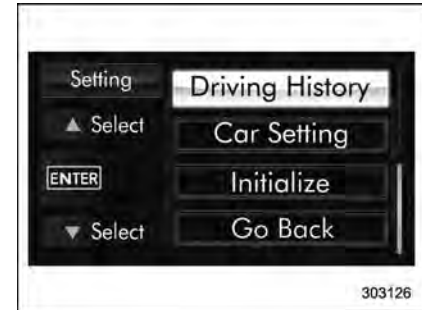 Setting
Driving History
▲ Select
Car Setting
ENTER
Initialize
▼ Select
Go Back
303126